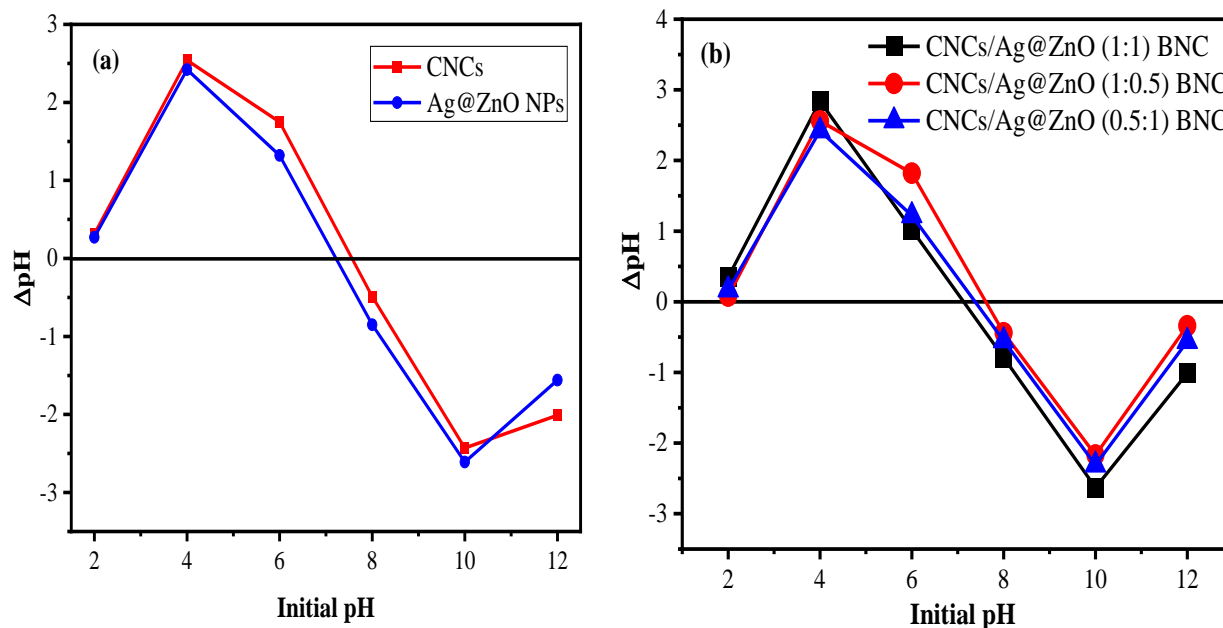 (a)
CNCs
Ag@ZnO NPs
3
2
1
0
-1
-2
-3
ΔpH
2 4 6 8 10 12
Initial pH
(b)
CNCs/Ag@ZnO (1:1) BNC
CNCs/Ag@ZnO (1:0.5) BNC
CNCs/Ag@ZnO (0.5:1) BNC
4
3
2
1
0
-1
-2
-3
ΔpH
2 4 6 8 10 12
Initial pH